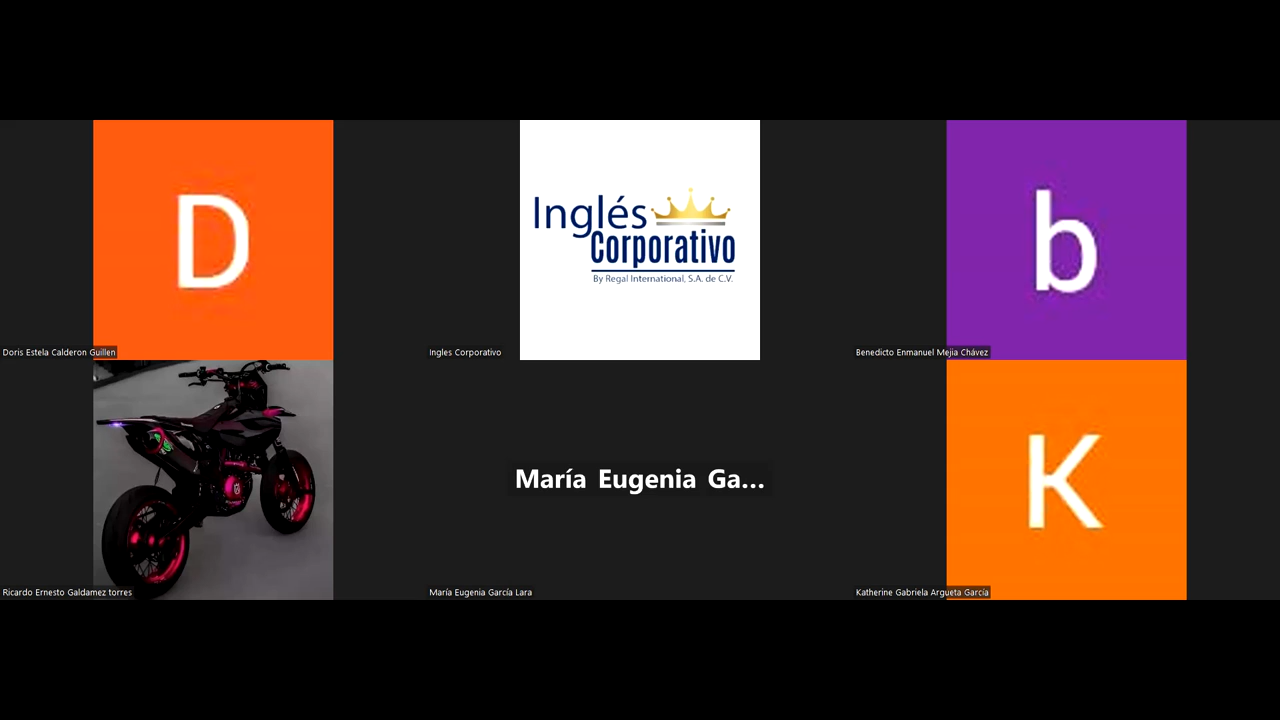 D
Inglés
Corporativo
By Regal International, S.A. de C.V.
b
Doris Estela Calderon Guillen
Ingles Corporativo
Benedicto Enmanuel Mejia Chávez
María Eugenia Ga...
K
Ricardo Ernesto Galdamez torres
María Eugenia García Lara
Katherine Gabriela Argueta García